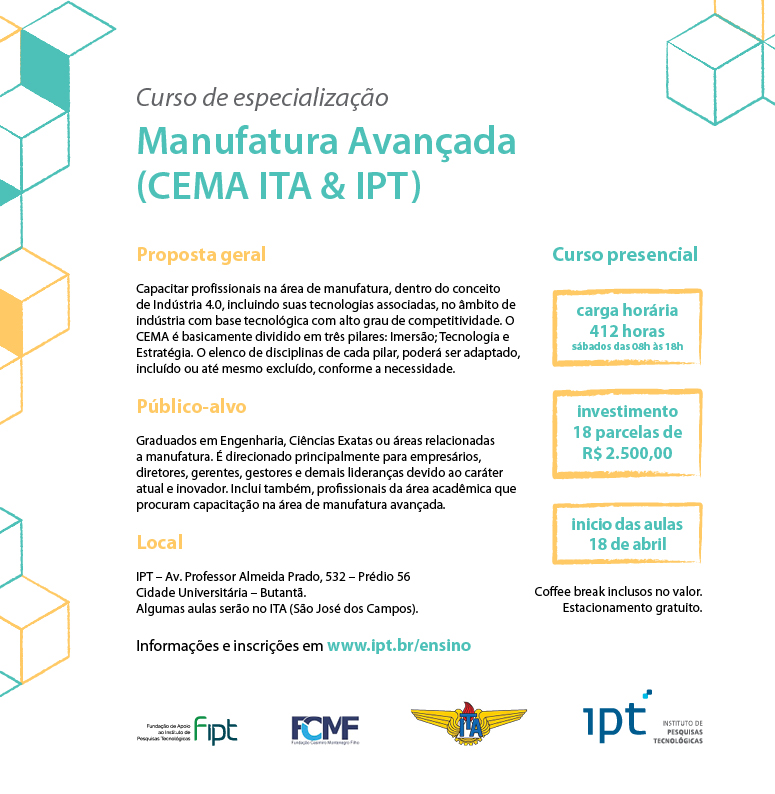 Curso de especialização
Manufatura Avançada
(CEMA ITA & IPT)
Proposta geral
Capacitar profissionais na área de manufatura, dentro do conceito
de Indústria 4.0, incluindo suas tecnologias associadas, no âmbito de
indústria com base tecnológica com alto grau de competitividade. O
CEMA é basicamente dividido em três pilares: Imersão; Tecnologia e
Estratégia. O elenco de disciplinas de cada pilar, poderá ser adaptado,
incluído ou até mesmo excluído, conforme a necessidade.
Público-alvo
Graduados em Engenharia, Ciências Exatas ou áreas relacionadas
a manufatura. É direcionado principalmente para empresários,
diretores, gerentes, gestores e demais lideranças devido ao caráter
atual e inovador. Inclui também, profissionais da área acadêmica que
procuram capacitação na área de manufatura avançada.
Local
IPT – Av. Professor Almeida Prado, 532 – Prédio 56
Cidade Universitária – Butantã.
Algumas aulas serão no ITA (São José dos Campos).
Informações e inscrições em www.ipt.br/ensino
Curso presencial
carga horária
412 horas
sábados das 08h às 18h
investimento
18 parcelas de
R$ 2.500,00
inicio das aulas
18 de abril
Coffee break inclusos no valor.
Estacionamento gratuito.
Fundação de Apoio
ao Instituto de
Pesquisas Tecnológicas
fipt
FCMF
Fundação Casimiro Montenegro Filho
ITA
ipt
INSTITUTO DE
PESQUISAS
TECNOLÓGICAS